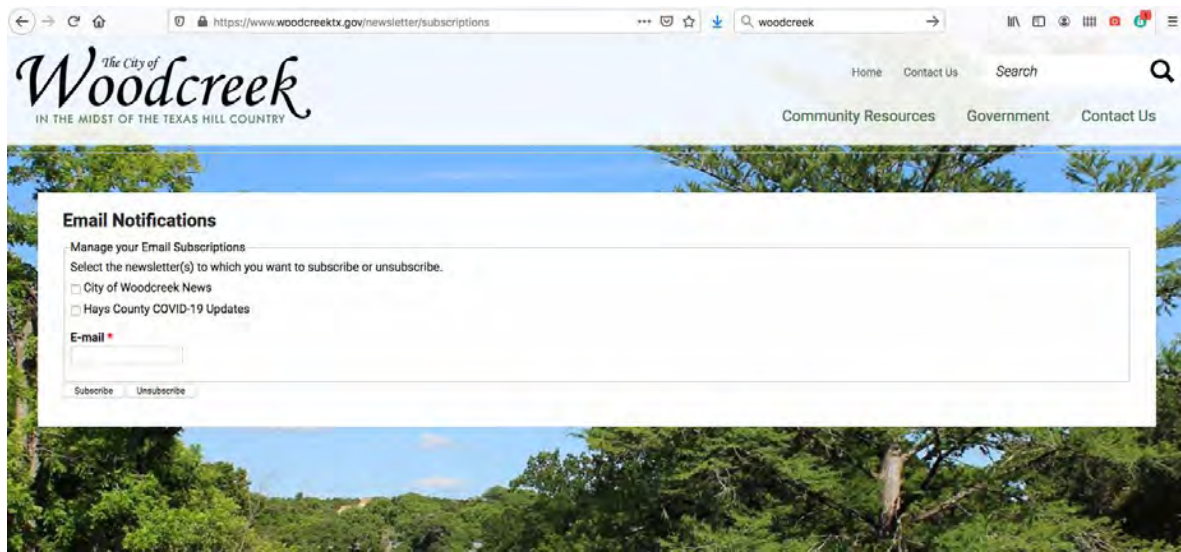 https://www.woodcreektx.gov/newsletter/subscriptions
woodcreek
The City of
Woodcreek
IN THE MIDST OF THE TEXAS HILL COUNTRY
Home Contact Us Search
Community Resources Government Contact Us
Email Notifications
Manage your Email Subscriptions
Select the newsletter(s) to which you want to subscribe or unsubscribe.
City of Woodcreek News
Hays County COVID-19 Updates
E-mail *
Subscribe Unsubscribe